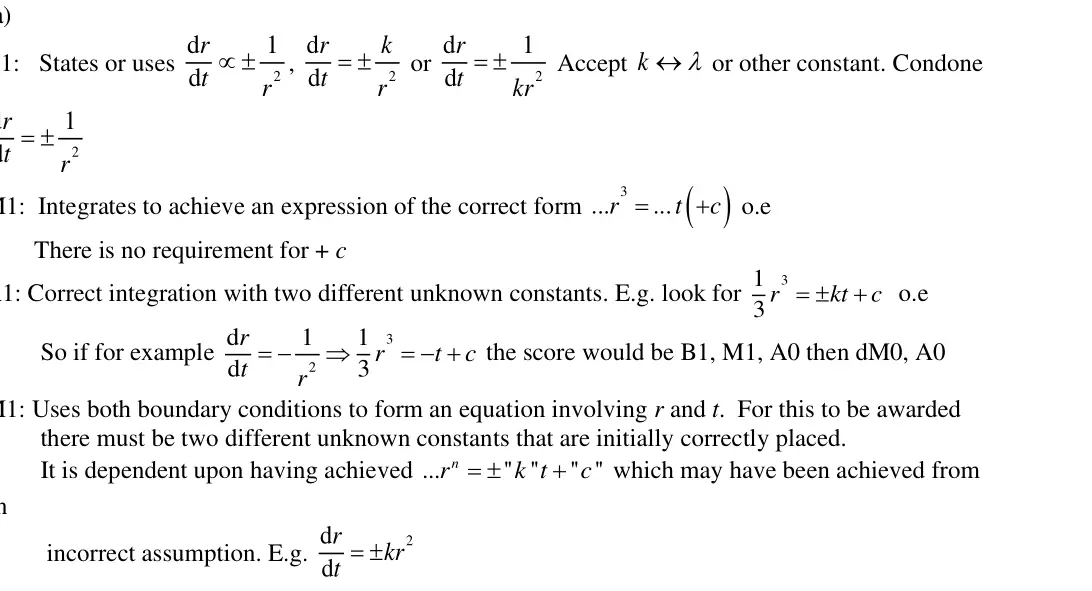 a)
1: States or uses dr/dt ∝ ± 1/r², dr/dt = ± k/r² or dr/dt = ± 1/kr² Accept k ↔ λ or other constant. Condone
dr/dt = ± 1/r²
M1: Integrates to achieve an expression of the correct form ...r³ = ...t(+c) o.e
There is no requirement for + c
A1: Correct integration with two different unknown constants. E.g. look for 1/3 r³ = ±kt + c o.e
So if for example dr/dt = − 1/r² ⇒ 1/3 r³ = −t + c the score would be B1, M1, A0 then dM0, A0
M1: Uses both boundary conditions to form an equation involving r and t. For this to be awarded
there must be two different unknown constants that are initially correctly placed.
It is dependent upon having achieved ...rⁿ = ±"k"t + "c" which may have been achieved from
incorrect assumption. E.g. dr/dt = ±kr²